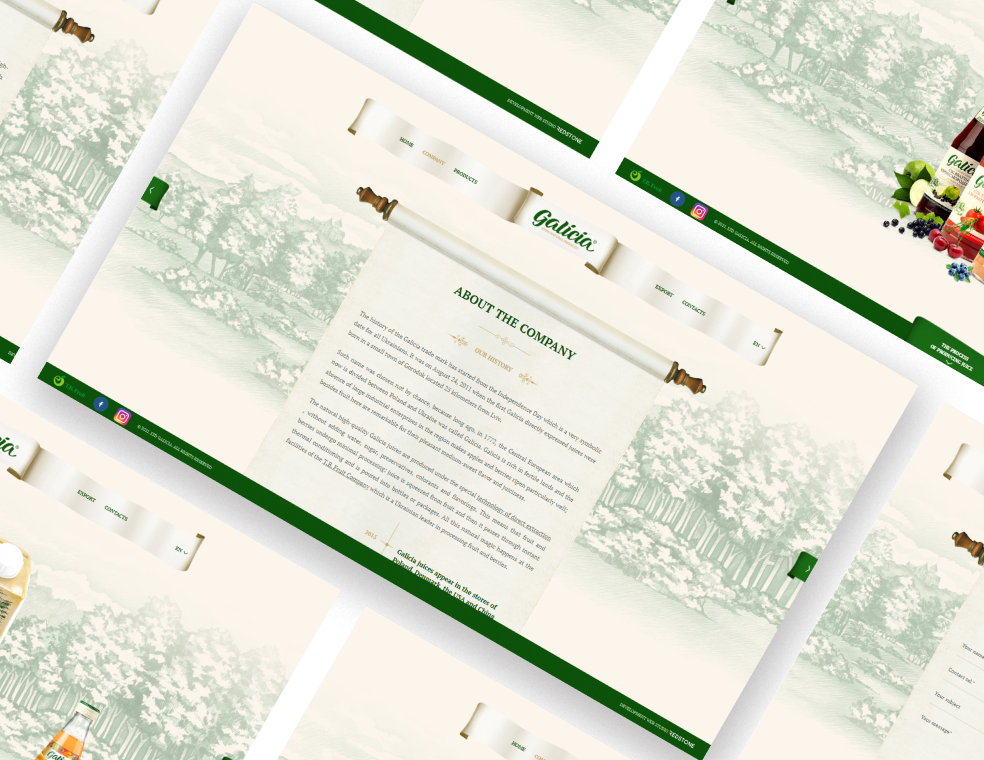 DEVELOPMENT WEB STUDIO REDSTONE
Galicia
© 2021, LTD GALICIA. ALL RIGHTS RESERVED
THE PROCESS
OF PRODUCING JUICE
HOME
COMPANY
PRODUCTS
Galicia
EXPORT
CONTACTS
EN
ABOUT THE COMPANY
OUR HISTORY
The history of the Galicia trade mark has started from the Independence Day which is a very symbolic
date for all Ukrainians. It was on August 24, 2011 when the first Galicia directly expressed juices were
born in a small town of Gorodok located 25 kilometers from Lviv.
Such name was chosen not by chance, because long ago, in 1772, the Central European area which
now is divided between Poland and Ukraine was called Galicia. Galicia is rich in fertile lands and the
absence of large industrial enterprises in the region makes apples and berries ripen particularly well;
besides fruit here are remarkable for their pleasant medium-sweet flavor and juiciness.
The natural high-quality Galicia juices are produced under the special technology of direct extraction
without adding water, sugar, preservatives, colorants and flavorings. This means that fruit and
berries undergo minimal processing: juice is squeezed from fruit and then it passes through instant
thermal conditioning and is poured into bottles or packages. All this natural magic happens at the
facilities of the T.B.Fruit Company which is a Ukrainian leader in processing fruit and berries.
2011
Galicia juices appear in the stores of
Poland, Denmark, the USA and China
T.B. Fruit
© 2021, LTD GALICIA. ALL RIGHTS RESERVED
DEVELOPMENT WEB STUDIO REDSTONE
EXPORT
CONTACTS
EN
Galicia
HOME
Your name
Contact tel*
Your subject
Your message*